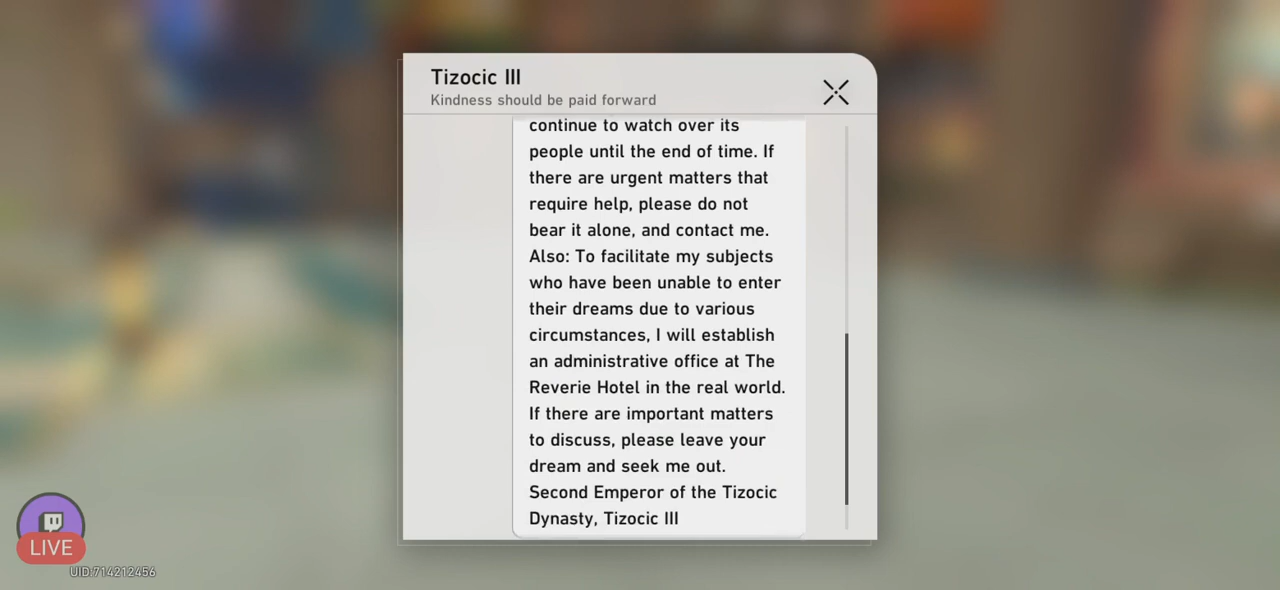 Tizocic III
Kindness should be paid forward
continue to watch over its
people until the end of time. If
there are urgent matters that
require help, please do not
bear it alone, and contact me.
Also: To facilitate my subjects
who have been unable to enter
their dreams due to various
circumstances, I will establish
an administrative office at The
Reverie Hotel in the real world.
If there are important matters
to discuss, please leave your
dream and seek me out.
Second Emperor of the Tizocic
Dynasty, Tizocic III
LIVE
UID:714212456